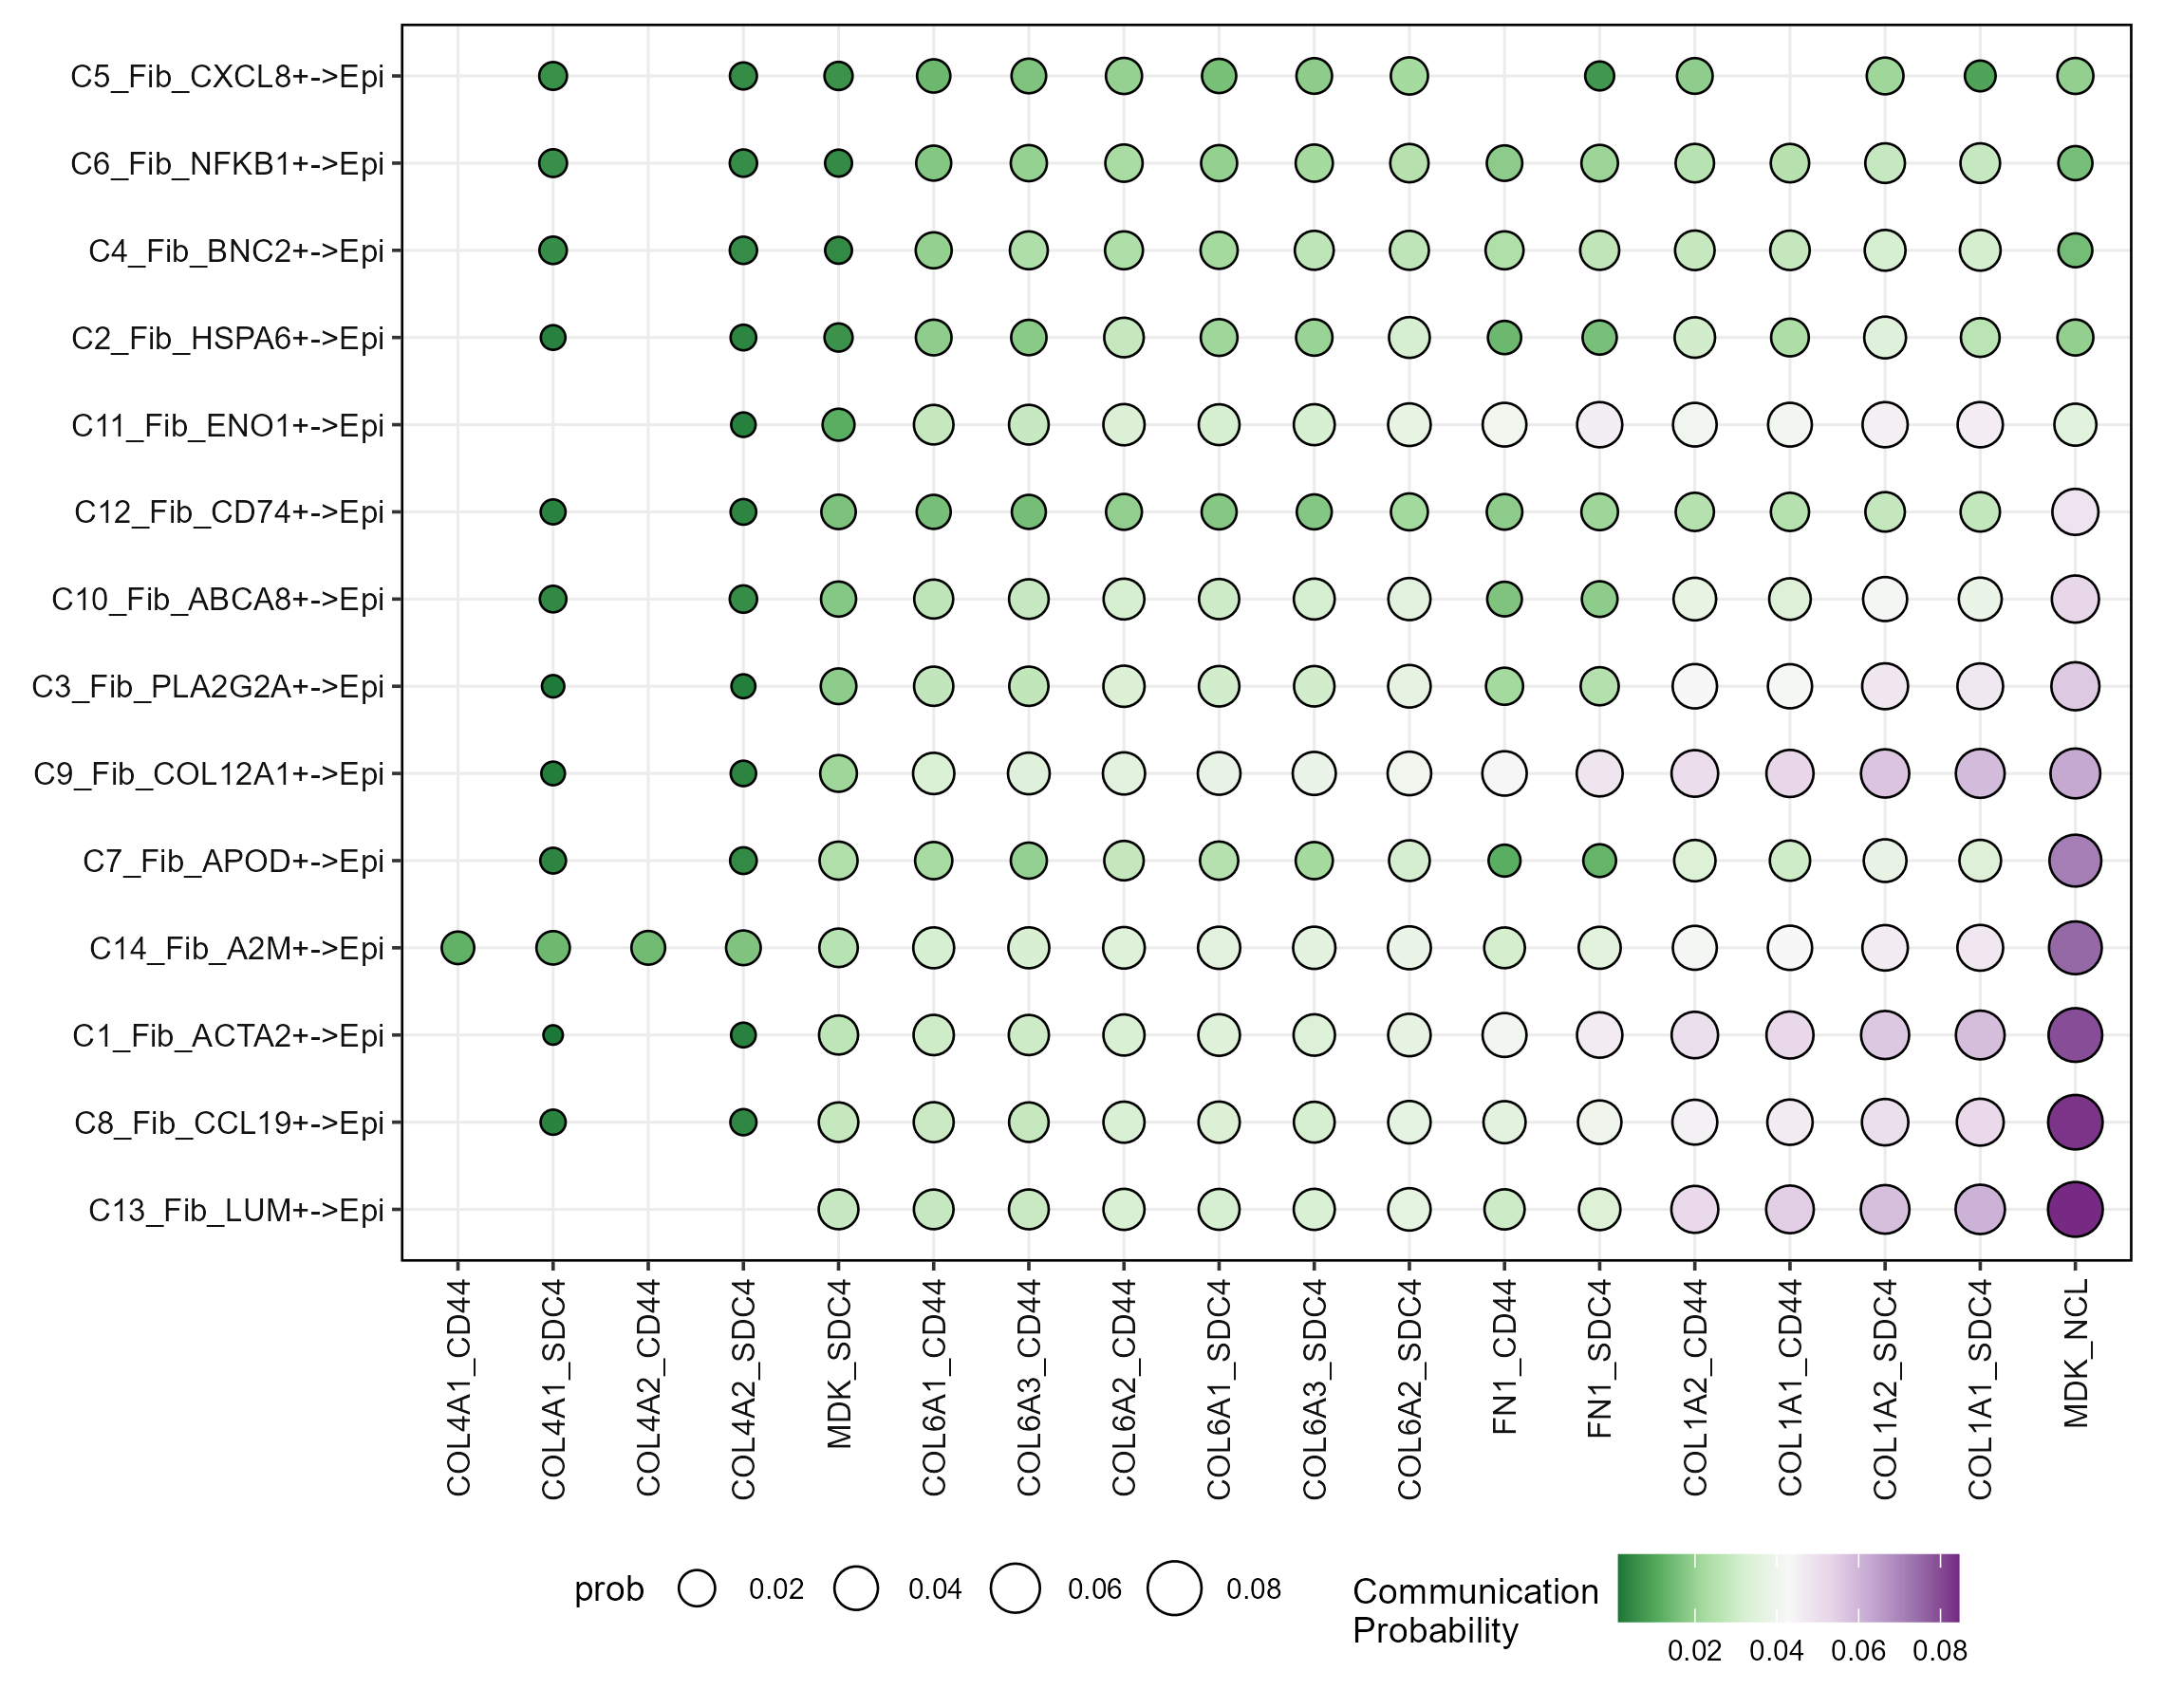 C5_Fib_CXCL8+->Epi
C6_Fib_NFKB1+->Epi
C4_Fib_BNC2+->Epi
C2_Fib_HSPA6+->Epi
C11_Fib_ENO1+->Epi
C12_Fib_CD74+->Epi
C10_Fib_ABCA8+->Epi
C3_Fib_PLA2G2A+->Epi
C9_Fib_COL12A1+->Epi
C7_Fib_APOD+->Epi
C14_Fib_A2M+->Epi
C1_Fib_ACTA2+->Epi
C8_Fib_CCL19+->Epi
C13_Fib_LUM+->Epi
COL4A1_CD44
COL4A1_SDC4
COL4A2_CD44
COL4A2_SDC4
MDK_SDC4
COL6A1_CD44
COL6A3_CD44
COL6A2_CD44
COL6A1_SDC4
COL6A3_SDC4
COL6A2_SDC4
FN1_CD44
FN1_SDC4
COL1A2_CD44
COL1A1_CD44
COL1A2_SDC4
COL1A1_SDC4
MDK_NCL
prob 0.02 0.04 0.06 0.08
Communication
Probability
0.02 0.04 0.06 0.08